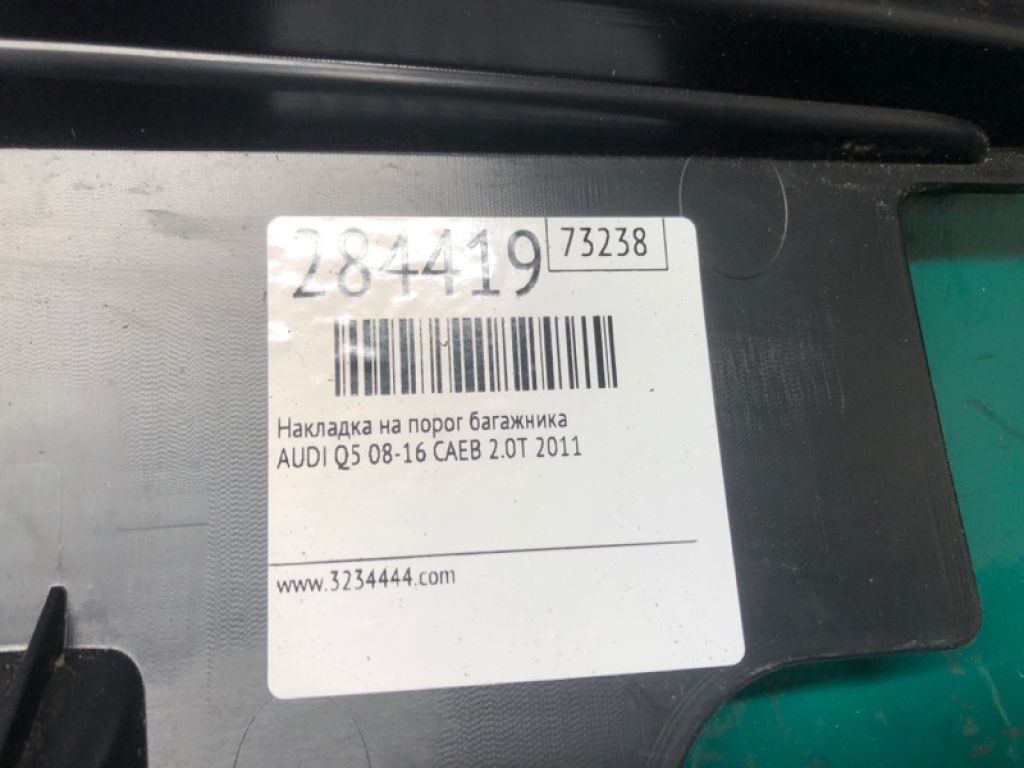 284419 73238
Накладка на порог багажника
AUDI Q5 08-16 CAEB 2.0T 2011
www.3234444.com